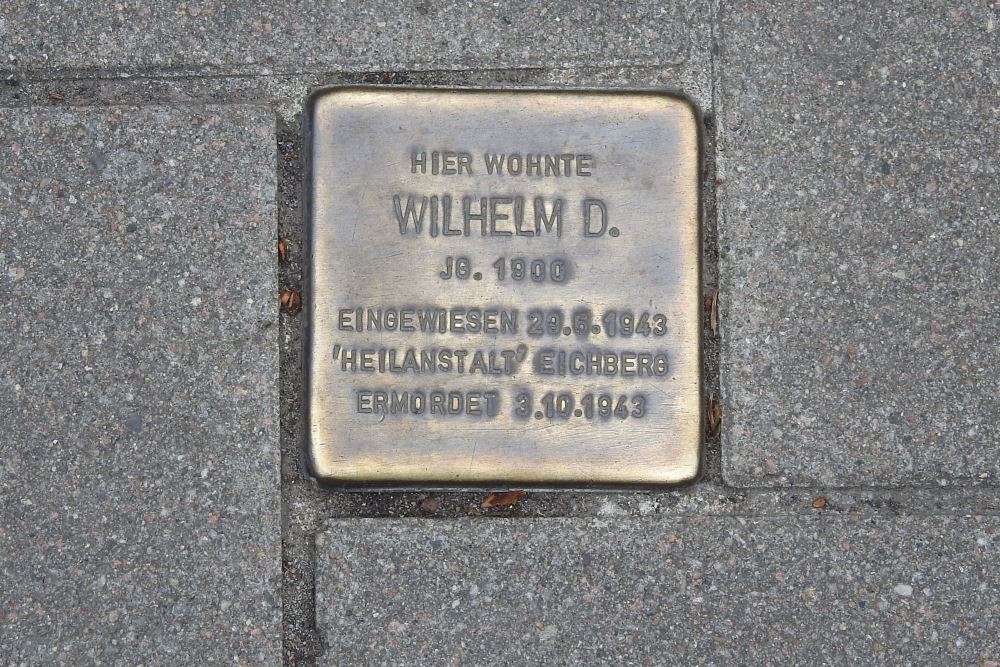 HIER WOHNTE
WILHELM D.
JG. 1900
EINGEWIESEN 29.6.1943
'HEILANSTALT' EICHBERG
ERMORDET 3.10.1943